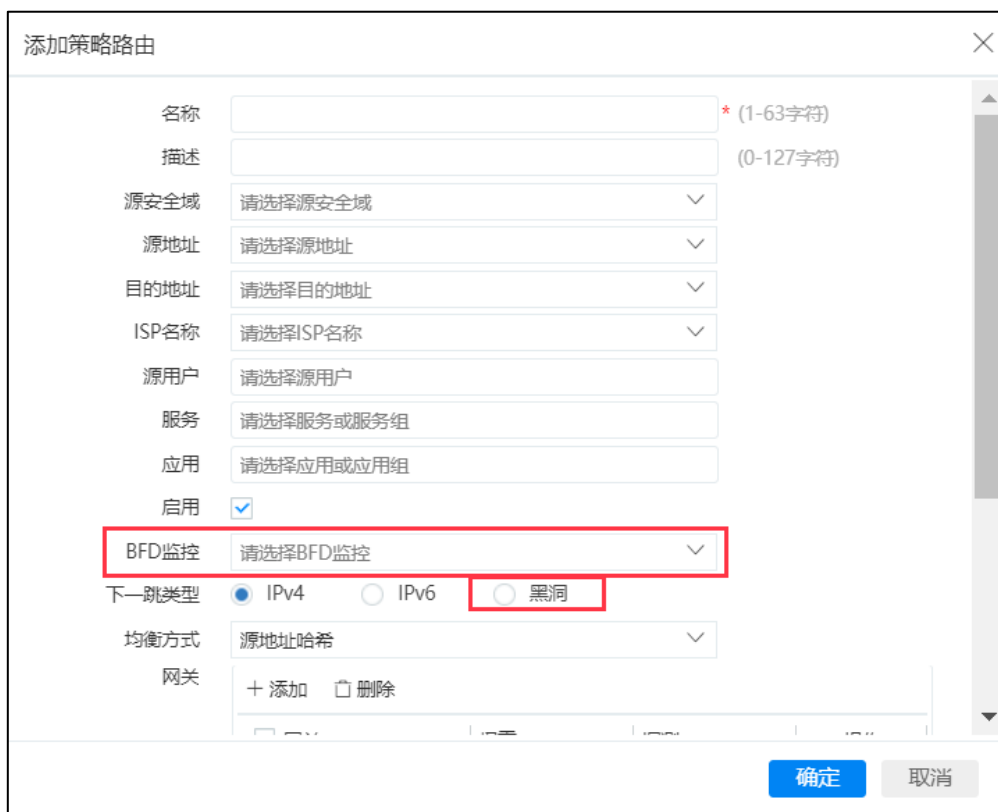 添加策略路由
名称 * (1-63字符)
描述 (0-127字符)
源安全域 请选择源安全域
源地址 请选择源地址
目的地址 请选择目的地址
ISP名称 请选择ISP名称
源用户 请选择源用户
服务 请选择服务或服务组
应用 请选择应用或应用组
启用
BFD监控 请选择BFD监控
下一跳类型 IPv4 IPv6 黑洞
均衡方式 源地址哈希
网关 添加 删除
确定 取消